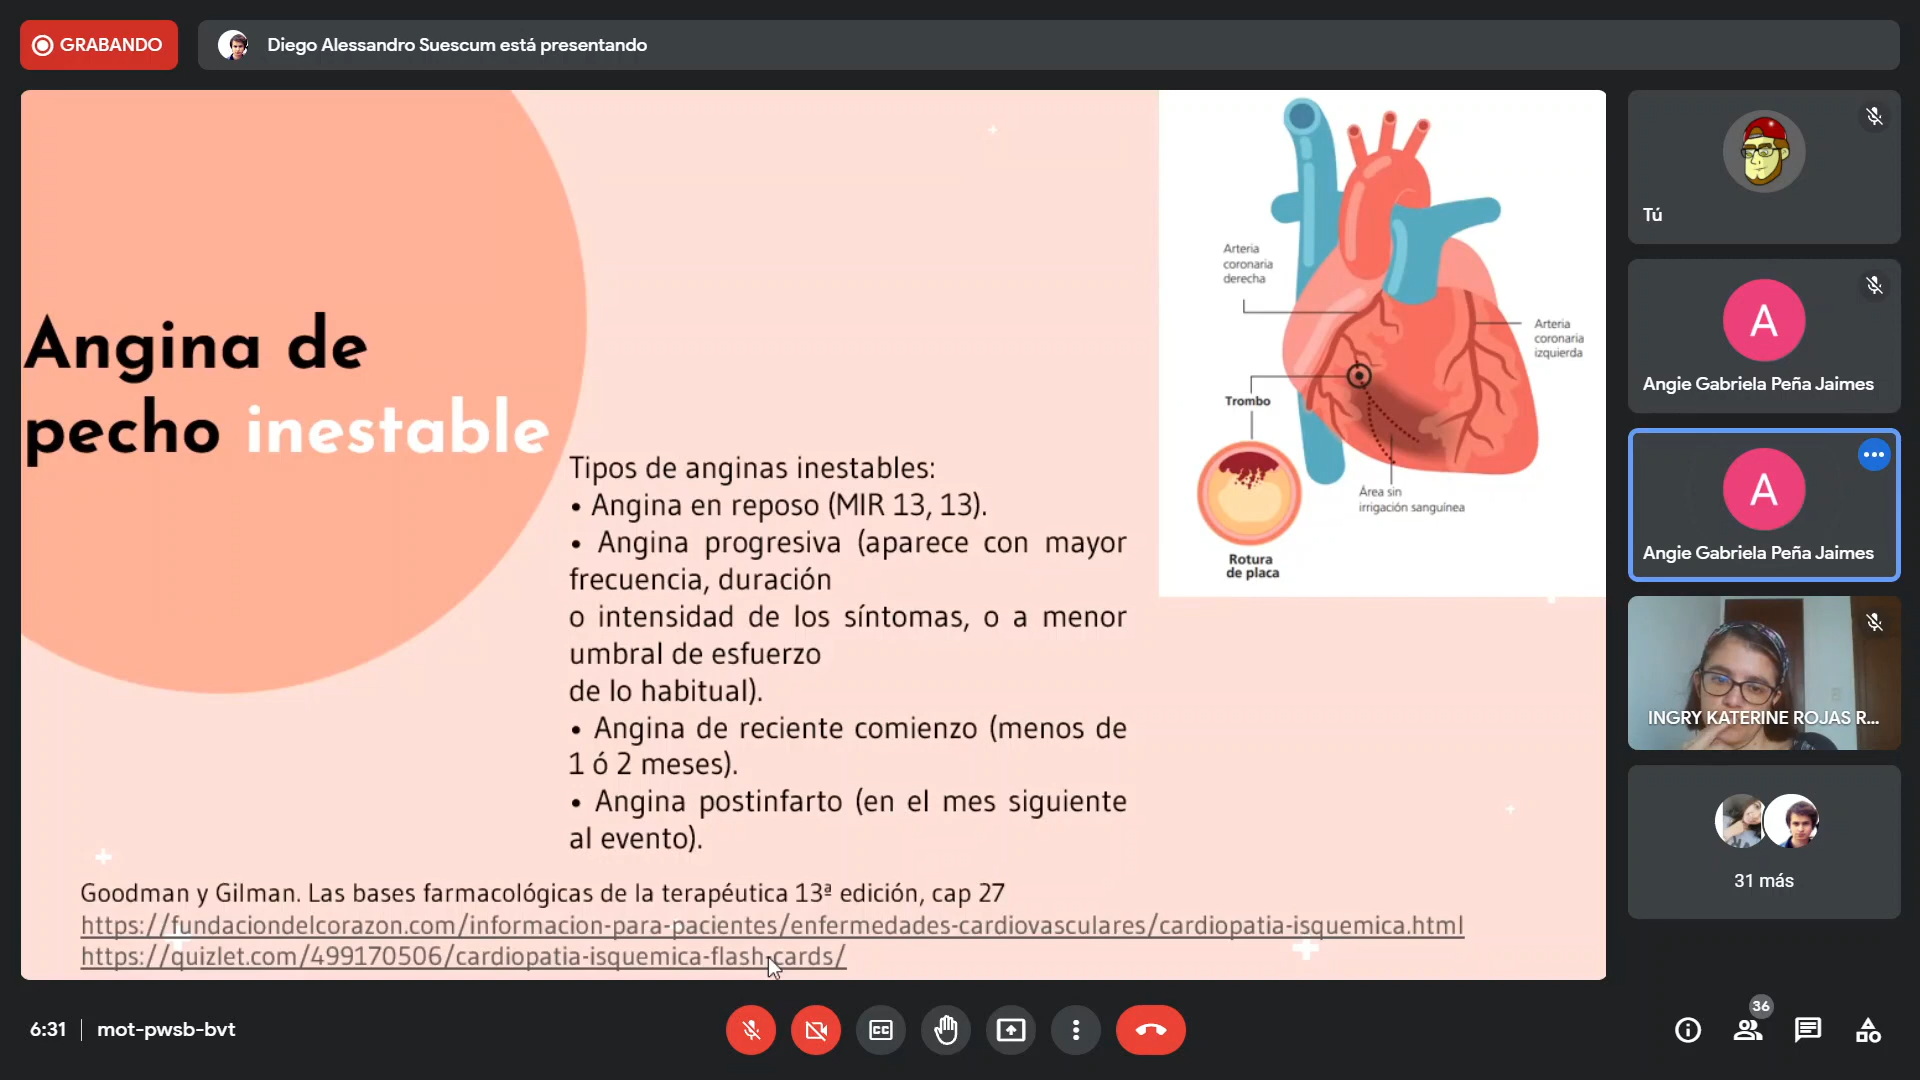 GRABANDO
Diego Alessandro Suescum está presentando
Angina de
pecho inestable
Tipos de anginas inestables:
• Angina en reposo (MIR 13, 13).
• Angina progresiva (aparece con mayor
frecuencia, duración
o intensidad de los síntomas, o a menor
umbral de esfuerzo
de lo habitual).
• Angina de reciente comienzo (menos de
1 ó 2 meses).
• Angina postinfarto (en el mes siguiente
al evento).
Arteria
coronaria
derecha
Arteria
coronaria
izquierda
Trombo
Área sin
irrigación sanguínea
Rotura
de placa
Goodman y Gilman. Las bases farmacológicas de la terapéutica 13ª edición, cap 27
https://fundaciondelcorazon.com/informacion-para-pacientes/enfermedades-cardiovasculares/cardiopatia-isquemica.html
https://quizlet.com/499170506/cardiopatia-isquemica-flash-cards/
Tú
A
Angie Gabriela Peña Jaimes
A
Angie Gabriela Peña Jaimes
INGRY KATERINE ROJAS R...
31 más
6:31 | mot-pwsb-bvt
CC
36